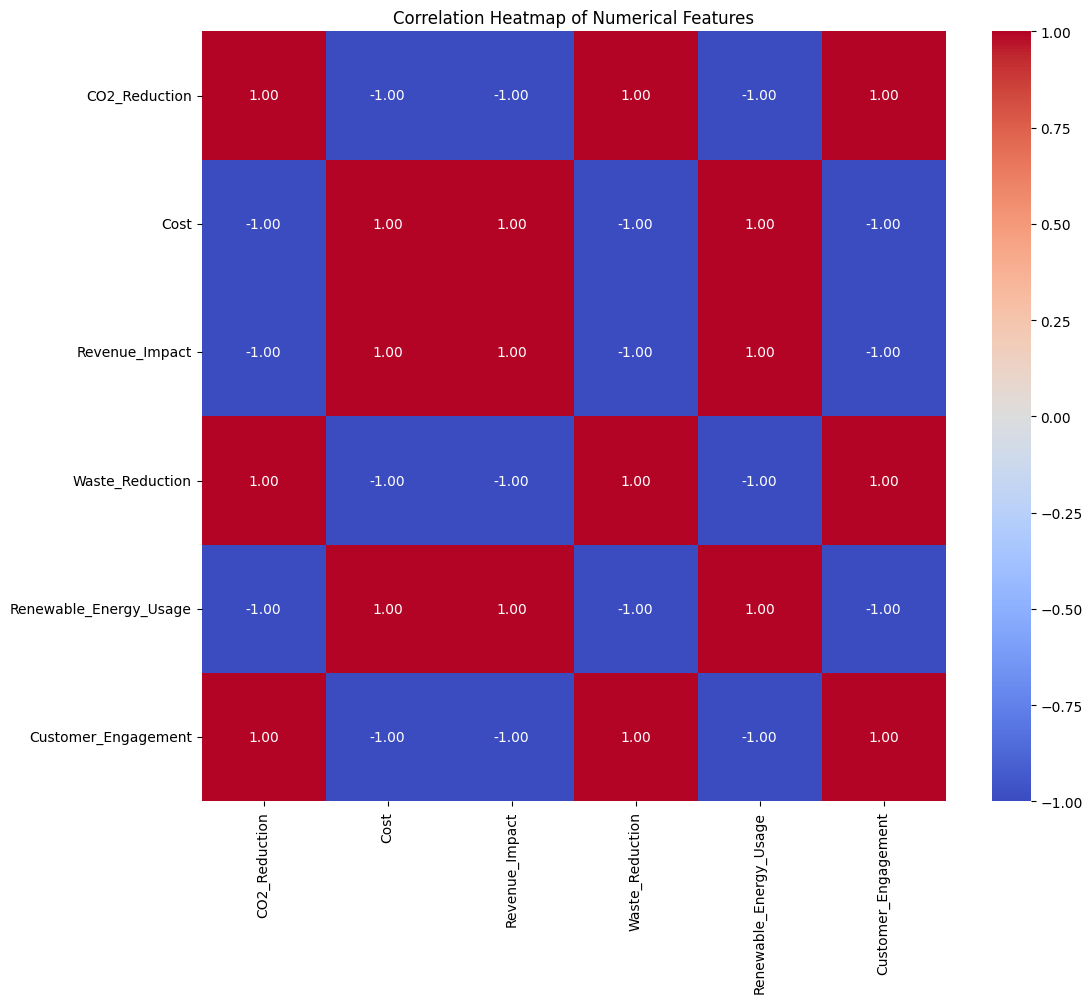 Correlation Heatmap of Numerical Features
CO2_Reduction 1.00 -1.00 -1.00 1.00 -1.00 1.00
Cost -1.00 1.00 1.00 -1.00 1.00 -1.00
Revenue_Impact -1.00 1.00 1.00 -1.00 1.00 -1.00
Waste_Reduction 1.00 -1.00 -1.00 1.00 -1.00 1.00
Renewable_Energy_Usage -1.00 1.00 1.00 -1.00 1.00 -1.00
Customer_Engagement 1.00 -1.00 -1.00 1.00 -1.00 1.00
CO2_Reduction
Cost
Revenue_Impact
Waste_Reduction
Renewable_Energy_Usage
Customer_Engagement
1.00
0.75
0.50
0.25
0.00
−0.25
−0.50
−0.75
−1.00